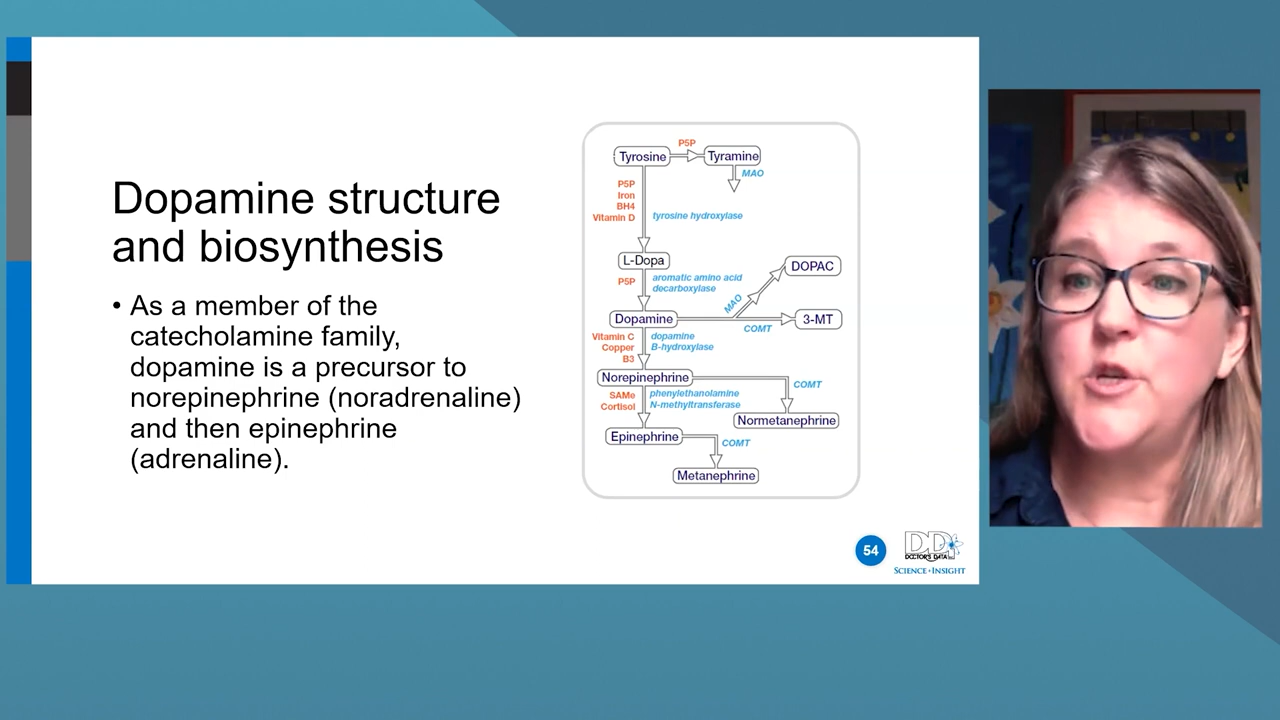 Dopamine structure
and biosynthesis
• As a member of the
catecholamine family,
dopamine is a precursor to
norepinephrine (noradrenaline)
and then epinephrine
(adrenaline).
P5P
Tyrosine
Tyramine
MAO
P5P
Iron
BH4
Vitamin D
tyrosine hydroxylase
L-Dopa
DOPAC
P5P
aromatic amino acid
decarboxylase
MAO
Dopamine
3-MT
COMT
Vitamin C
Copper
B3
dopamine
B-hydroxylase
Norepinephrine
COMT
SAMe
Cortisol
phenylethanolamine
N-methyltransferase
Normetanephrine
Epinephrine
COMT
Metanephrine
54
DD
DOCTOR'S DATA
SCIENCE + INSIGHT